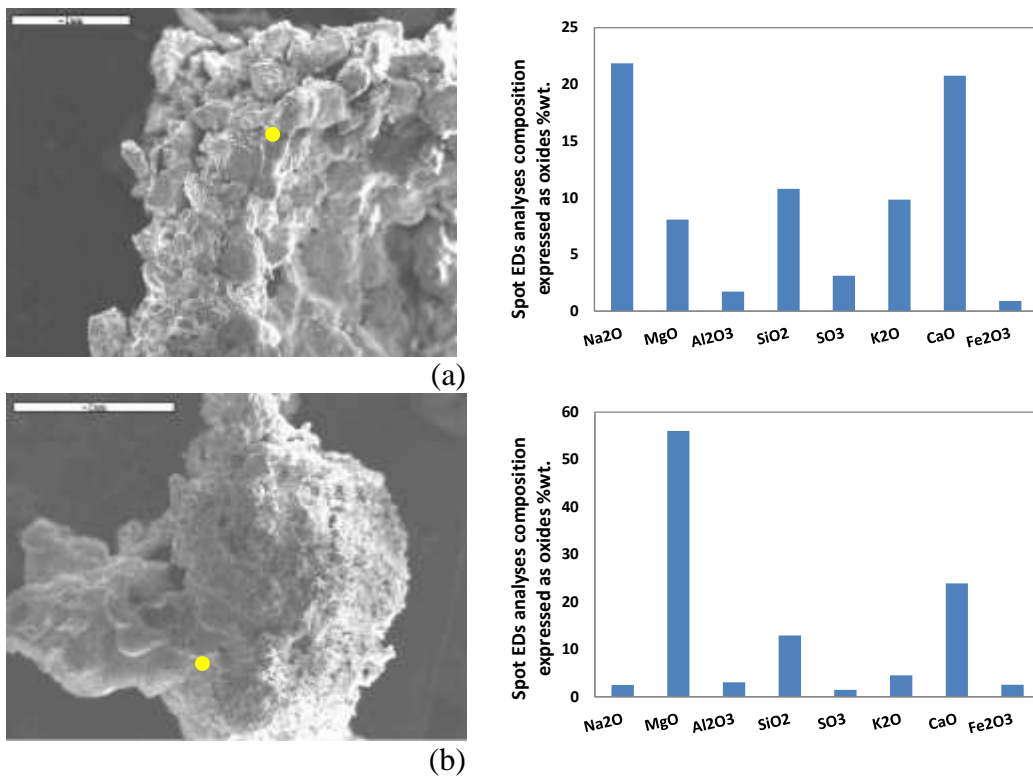 Spot EDs analyses composition
expressed as oxides %wt.
25
20
15
10
5
0
Na2O MgO Al2O3 SiO2 SO3 K2O CaO Fe2O3
(a)
Spot EDs analyses composition
expressed as oxides %wt.
60
50
40
30
20
10
0
Na2O MgO Al2O3 SiO2 SO3 K2O CaO Fe2O3
(b)